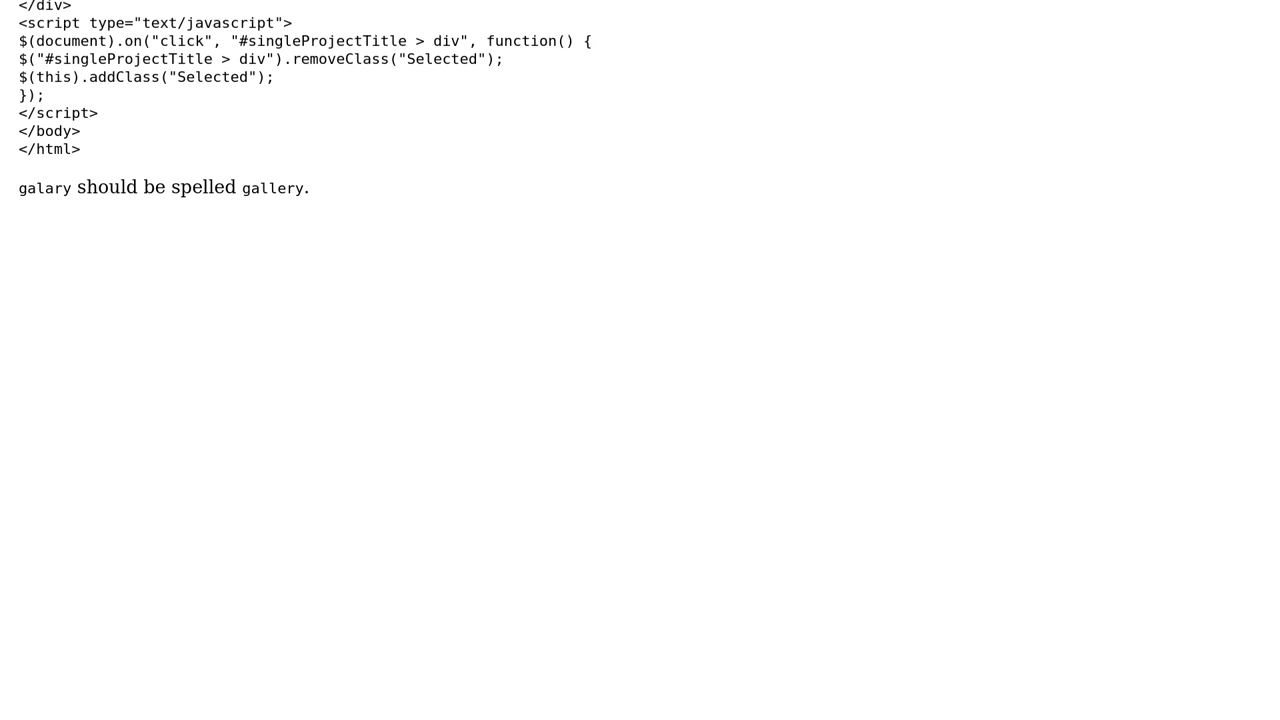 </div>
<script type="text/javascript">
$(document).on("click", "#singleProjectTitle > div", function() {
$("#singleProjectTitle > div").removeClass("Selected");
$(this).addClass("Selected");
});
</script>
</body>
</html>
galary should be spelled gallery.